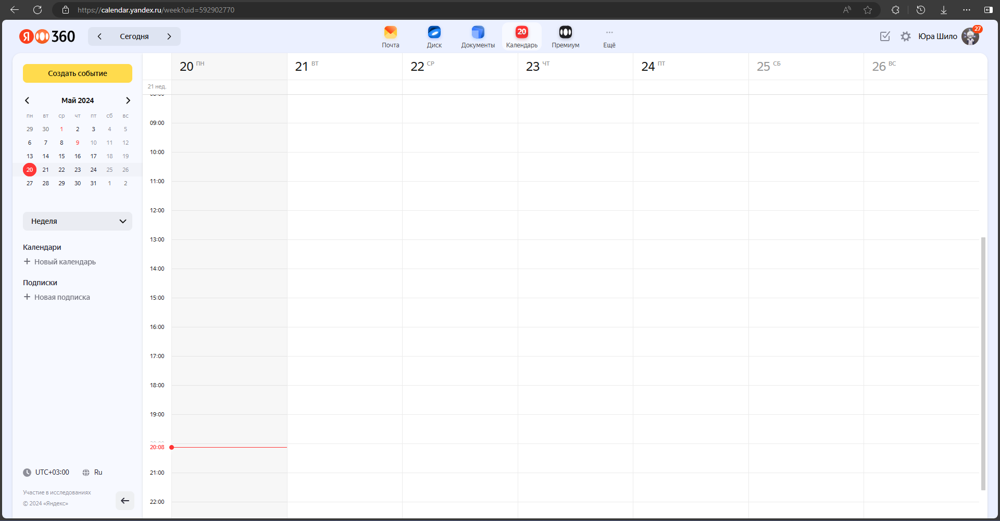 https://calendar.yandex.ru/week?uid=592902770
Я 360
Сегодня
Почта
Диск
Документы
20
Календарь
Премиум
Ещё
Юра Шило
27
Создать событие
Май 2024
пн вт ср чт пт сб вс
29 30 1 2 3 4 5
6 7 8 9 10 11 12
13 14 15 16 17 18 19
20 21 22 23 24 25 26
27 28 29 30 31 1 2
Неделя
Календари
+ Новый календарь
Подписки
+ Новая подписка
UTC+03:00 Ru
Участие в исследованиях
© 2024 «Яндекс»
20 ПН 21 ВТ 22 СР 23 ЧТ 24 ПТ 25 СБ 26 ВС
21 нед.
09:00
10:00
11:00
12:00
13:00
14:00
15:00
16:00
17:00
18:00
19:00
20:08
21:00
22:00